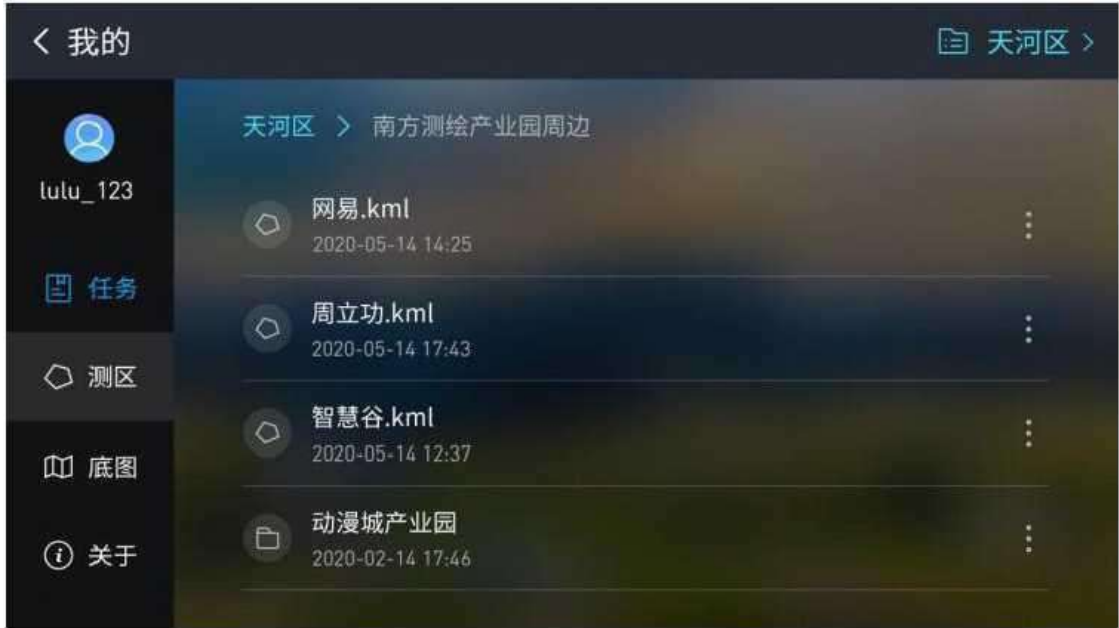 我的
天河区
lulu_123
任务
测区
底图
关于
天河区 > 南方测绘产业园周边
网易.kml
2020-05-14 14:25
周立功.kml
2020-05-14 17:43
智慧谷.kml
2020-05-14 12:37
动漫城产业园
2020-02-14 17:46